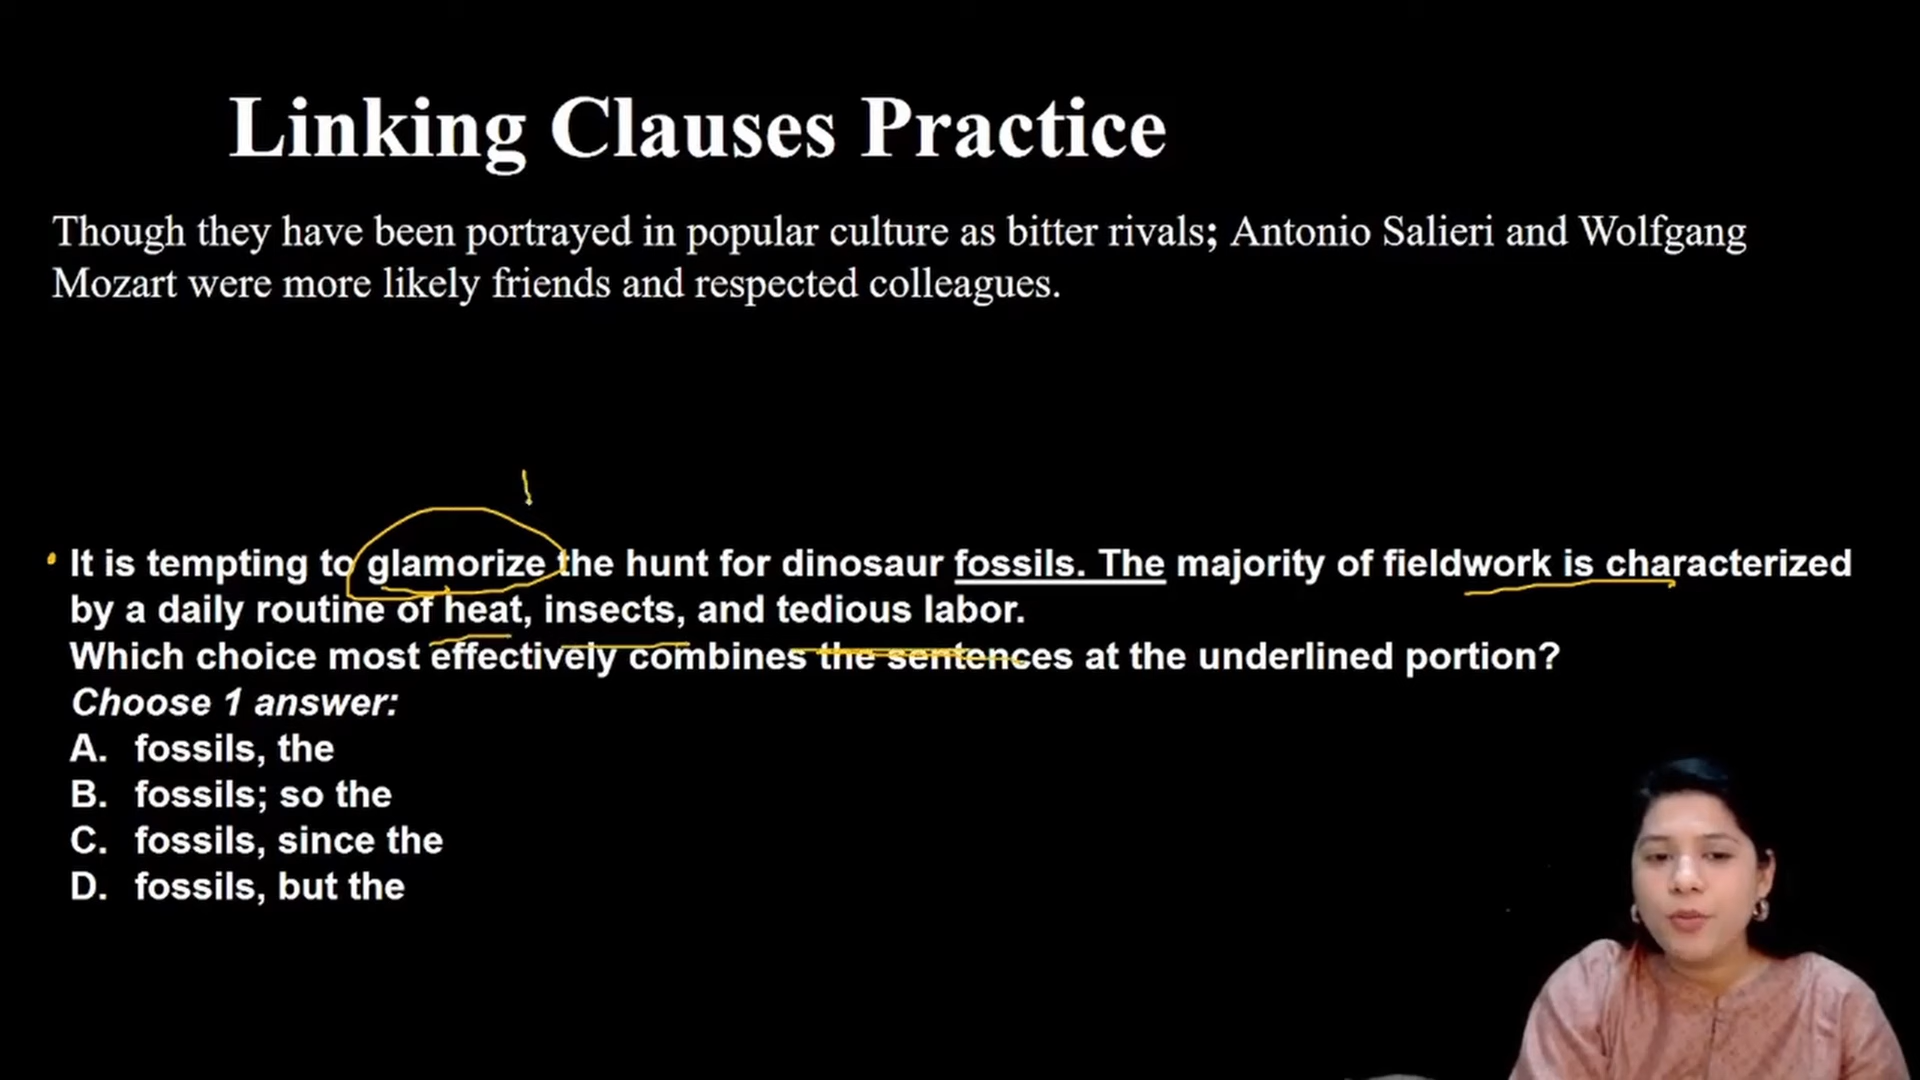 Linking Clauses Practice
Though they have been portrayed in popular culture as bitter rivals; Antonio Salieri and Wolfgang
Mozart were more likely friends and respected colleagues.
It is tempting to glamorize the hunt for dinosaur fossils. The majority of fieldwork is characterized
by a daily routine of heat, insects, and tedious labor.
Which choice most effectively combines the sentences at the underlined portion?
Choose 1 answer:
A. fossils, the
B. fossils; so the
C. fossils, since the
D. fossils, but the